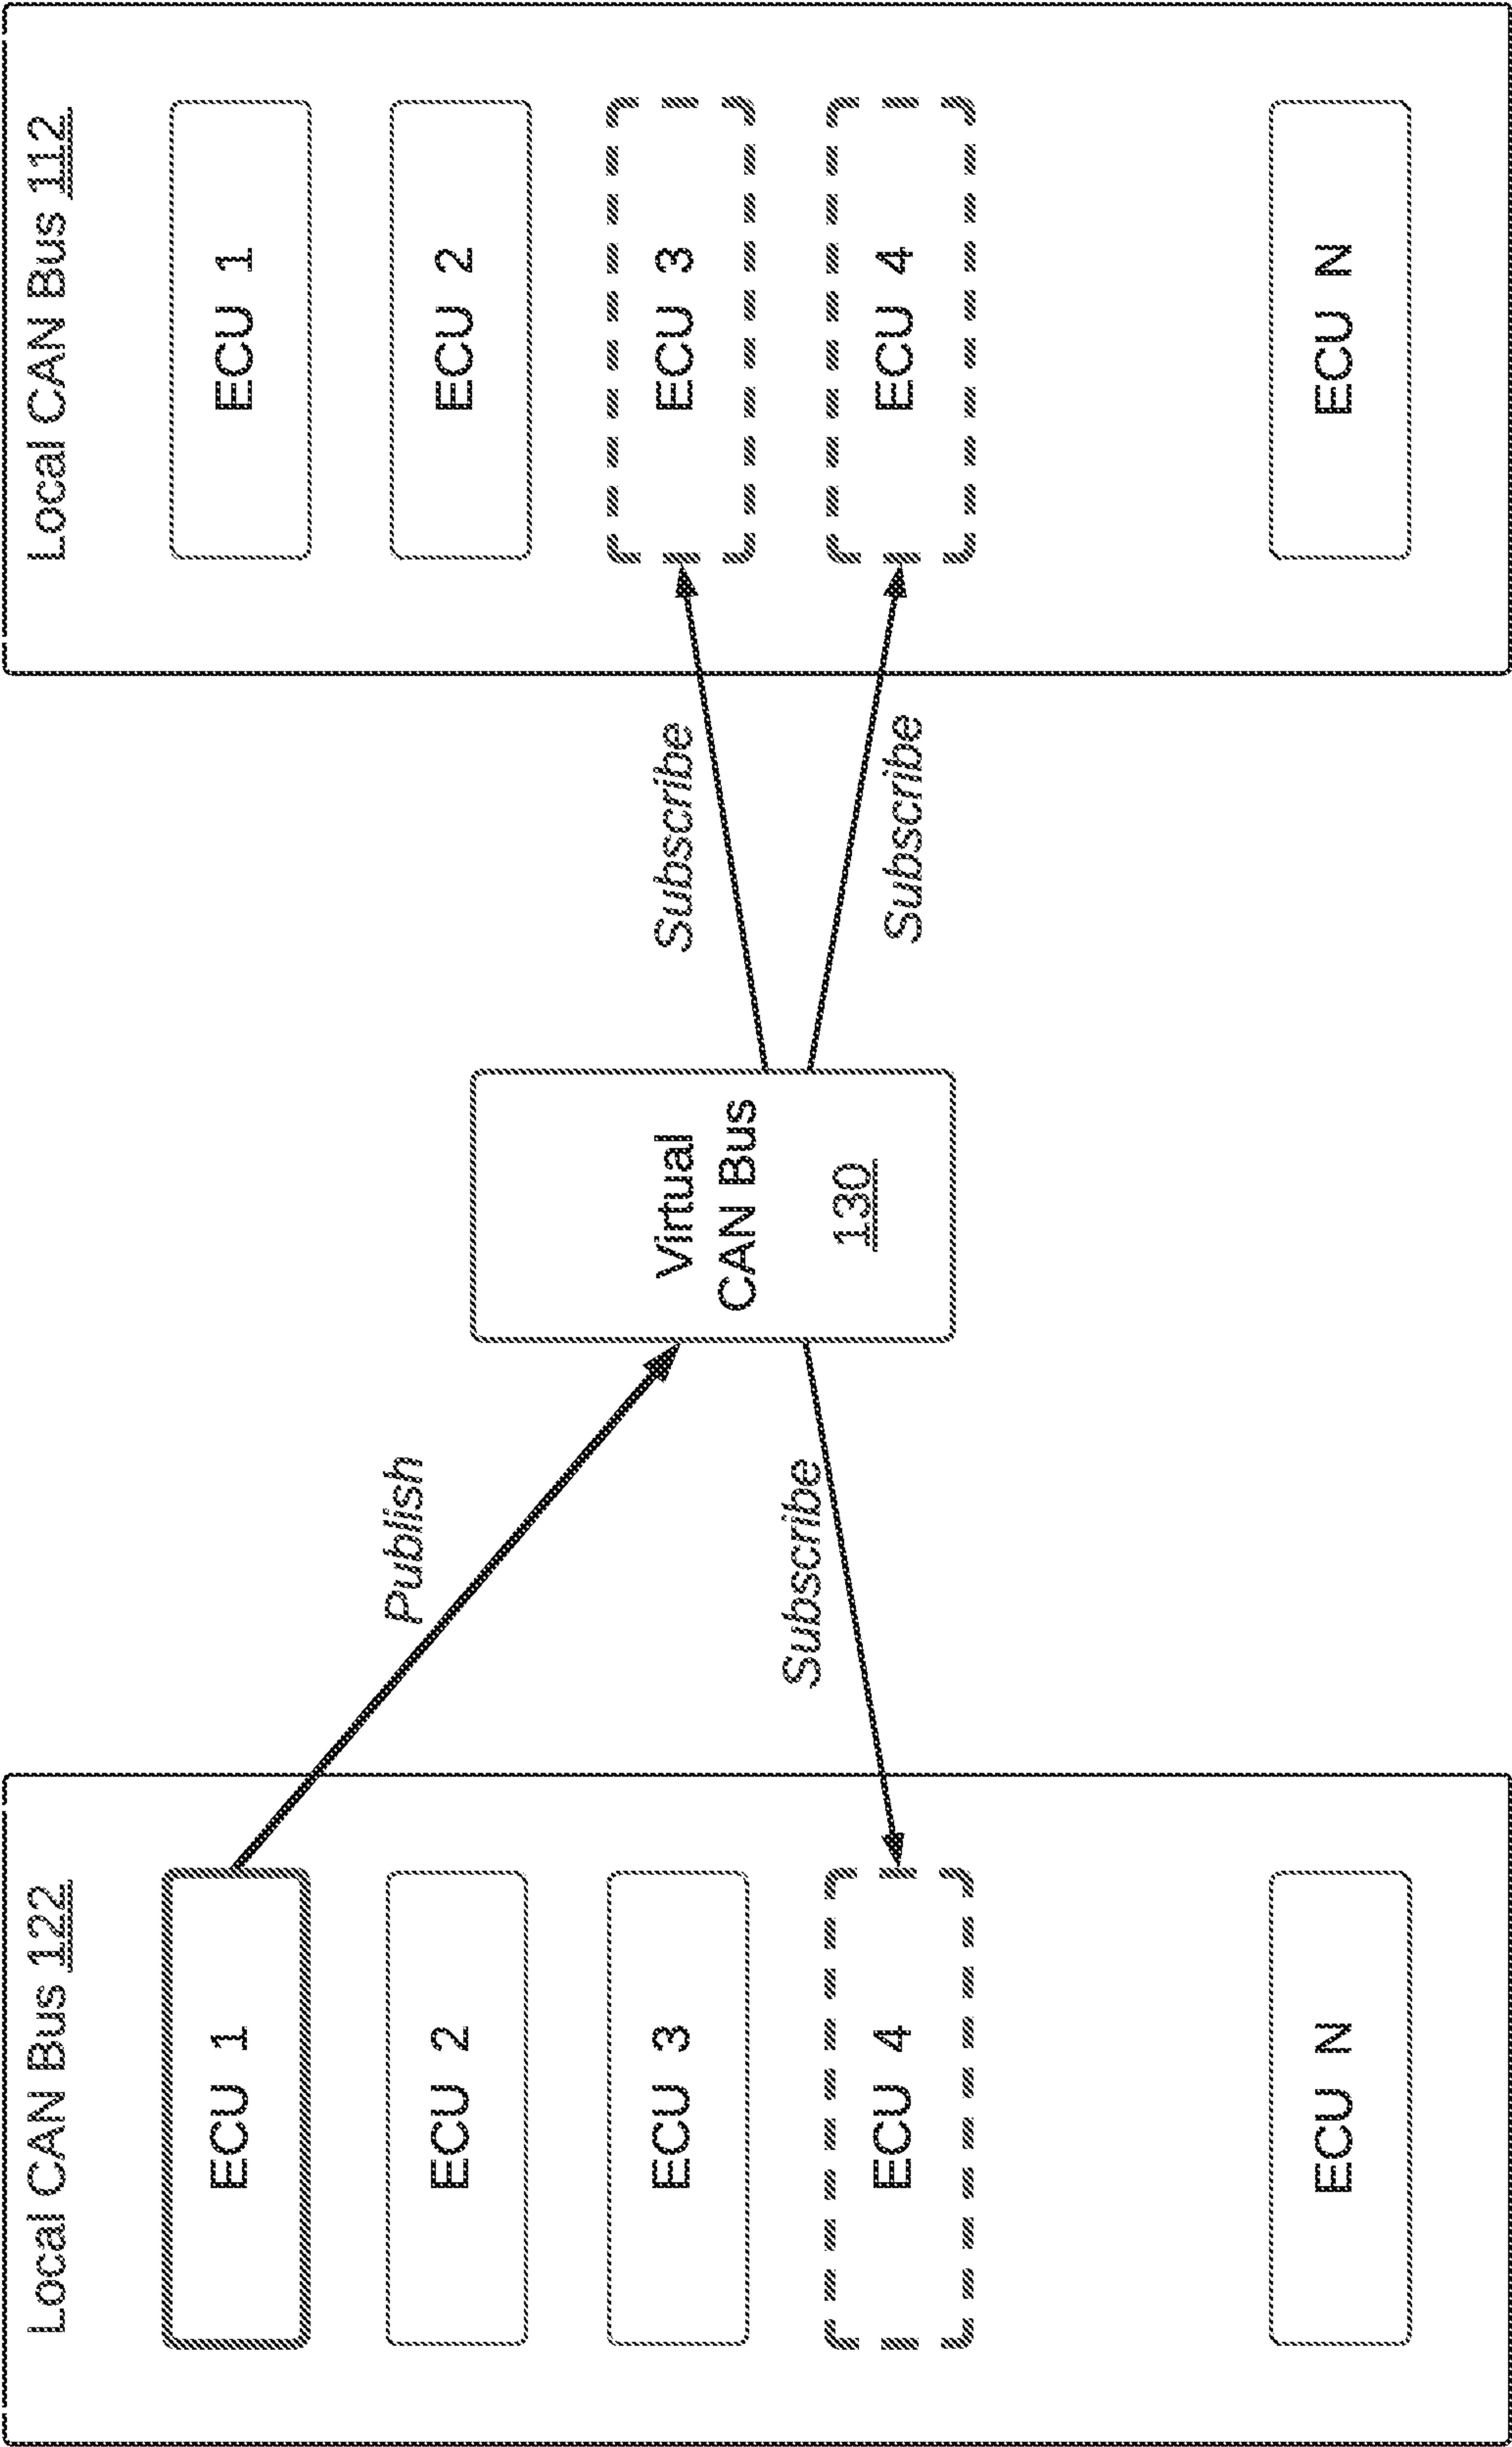 Local CAN Bus 122
ECU 1
ECU 2
ECU 3
ECU 4
ECU N
Publish
Subscribe
Virtual
CAN Bus
130
Subscribe
Subscribe
Local CAN Bus 112
ECU 1
ECU 2
ECU 3
ECU 4
ECU N